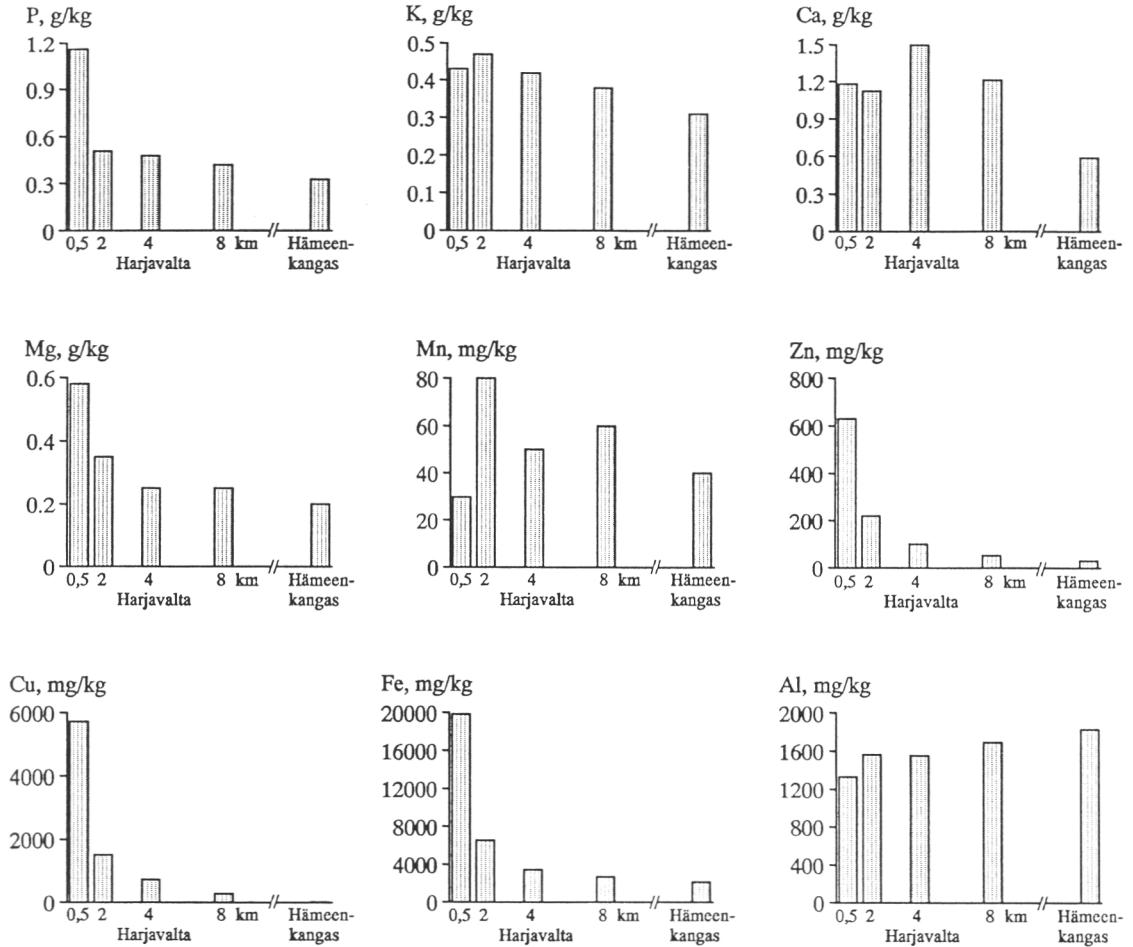 P, g/kg
1.2
0.9
0.6
0.3
0
0,5 2 4 8 km Hämeen-
Harjavalta kangas
K, g/kg
0.5
0.4
0.3
0.2
0.1
0
0,5 2 4 8 km Hämeen-
Harjavalta kangas
Ca, g/kg
1.5
1.2
0.9
0.6
0.3
0
0,5 2 4 8 km Hämeen-
Harjavalta kangas
Mg, g/kg
0.6
0.4
0.2
0
0,5 2 4 8 km Hämeen-
Harjavalta kangas
Mn, mg/kg
80
60
40
20
0
0,5 2 4 8 km Hämeen-
Harjavalta kangas
Zn, mg/kg
800
600
400
200
0
0,5 2 4 8 km Hämeen-
Harjavalta kangas
Cu, mg/kg
6000
4000
2000
0
0,5 2 4 8 km Hämeen-
Harjavalta kangas
Fe, mg/kg
20000
16000
12000
8000
4000
0
0,5 2 4 8 km Hämeen-
Harjavalta kangas
Al, mg/kg
2000
1600
1200
800
400
0
0,5 2 4 8 km Hämeen-
Harjavalta kangas